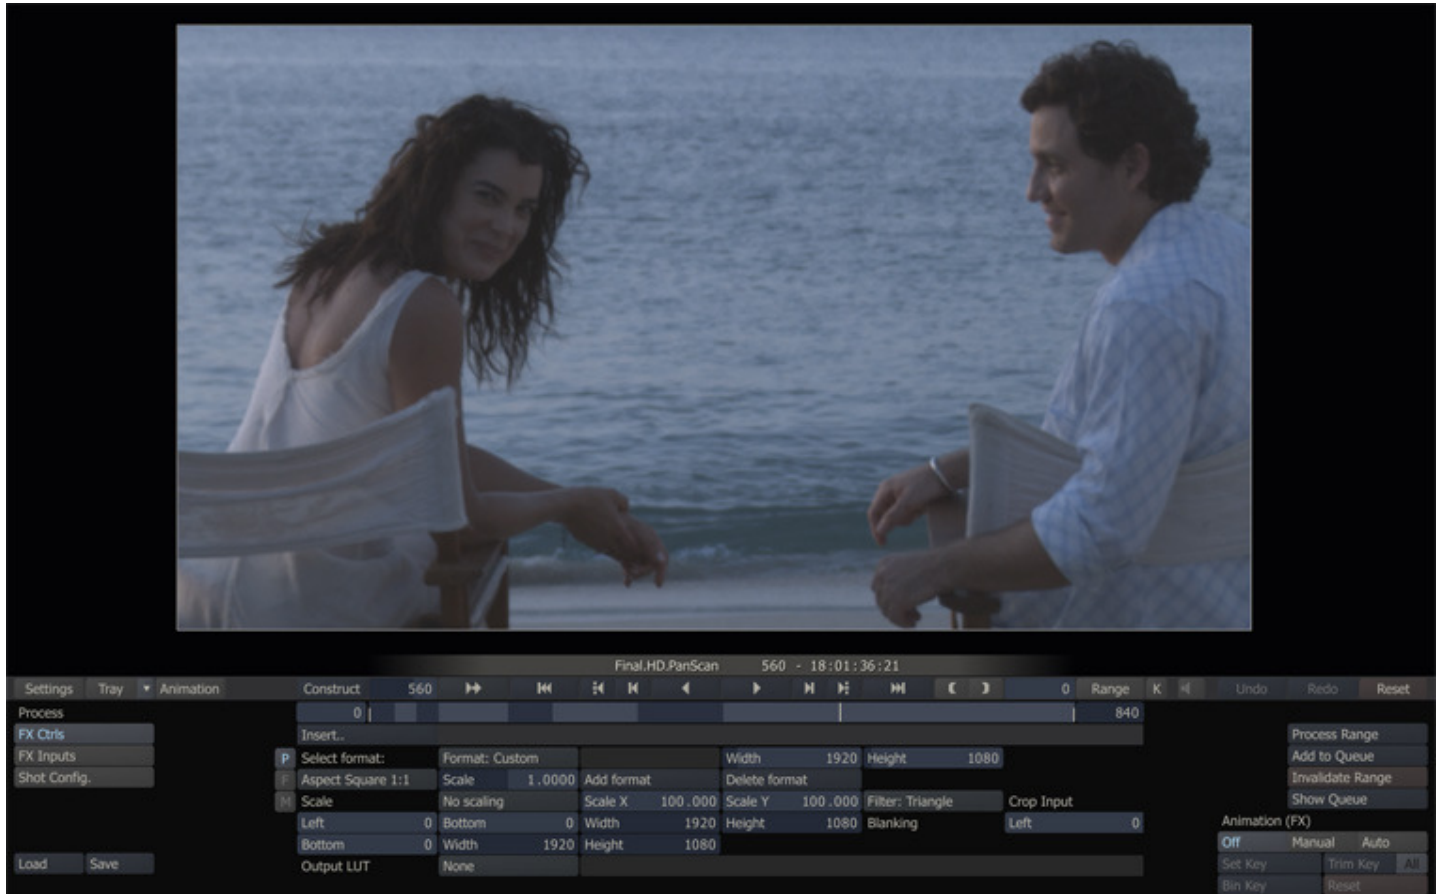 Final.HD.PanScan 560 - 18:01:36:21
Settings Tray Animation Construct 560 0 Range K Undo Redo Reset
Process 0 840
FX Ctrls Insert.. Process Range
FX Inputs P Select format: Format: Custom Width 1920 Height 1080 Add to Queue
Shot Config. F Aspect Square 1:1 Scale 1.0000 Add format Delete format Invalidate Range
M Scale No scaling Scale X 100.000 Scale Y 100.000 Filter: Triangle Crop Input Show Queue
Left 0 Bottom 0 Width 1920 Height 1080 Blanking Left 0 Animation (FX)
Bottom 0 Width 1920 Height 1080 Off Manual Auto
Load Save Output LUT None Set Key Trim Key All
Bin Key Reset